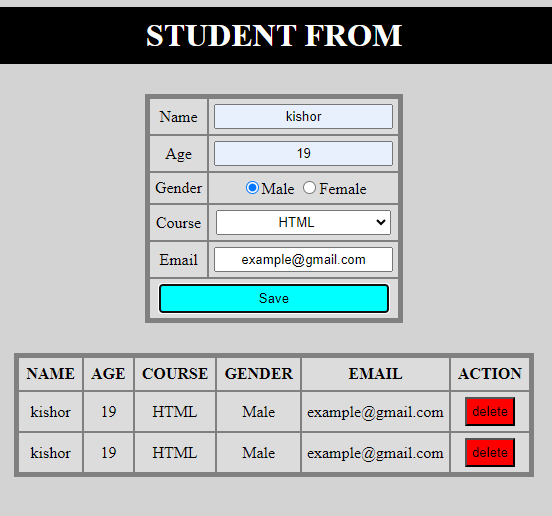 STUDENT FROM
Name kishor
Age 19
Gender Male Female
Course HTML
Email example@gmail.com
Save
NAME AGE COURSE GENDER EMAIL ACTION
kishor 19 HTML Male example@gmail.com delete
kishor 19 HTML Male example@gmail.com delete